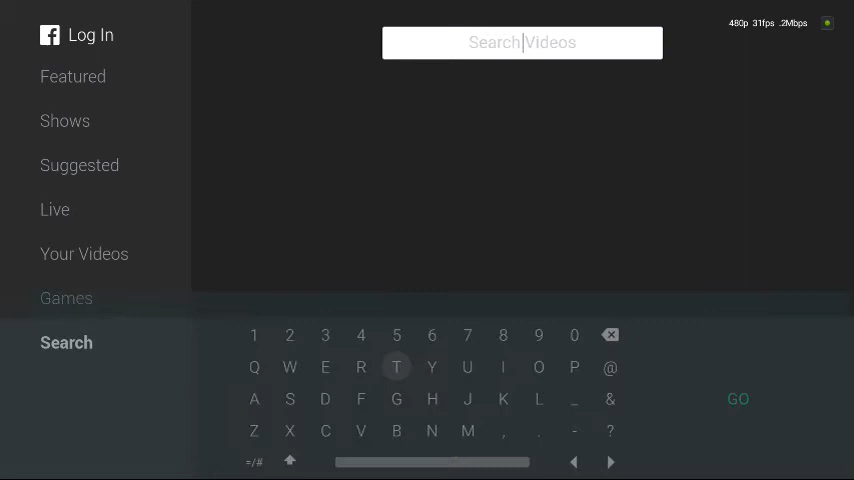 480p 31fps .2Mbps
Log In
Search Videos
Featured
Shows
Suggested
Live
Your Videos
Games
Search
1 2 3 4 5 6 7 8 9 0
Q W E R T Y U I O P @
A S D F G H J K L _ &
GO
Z X C V B N M , . - ?
=/#